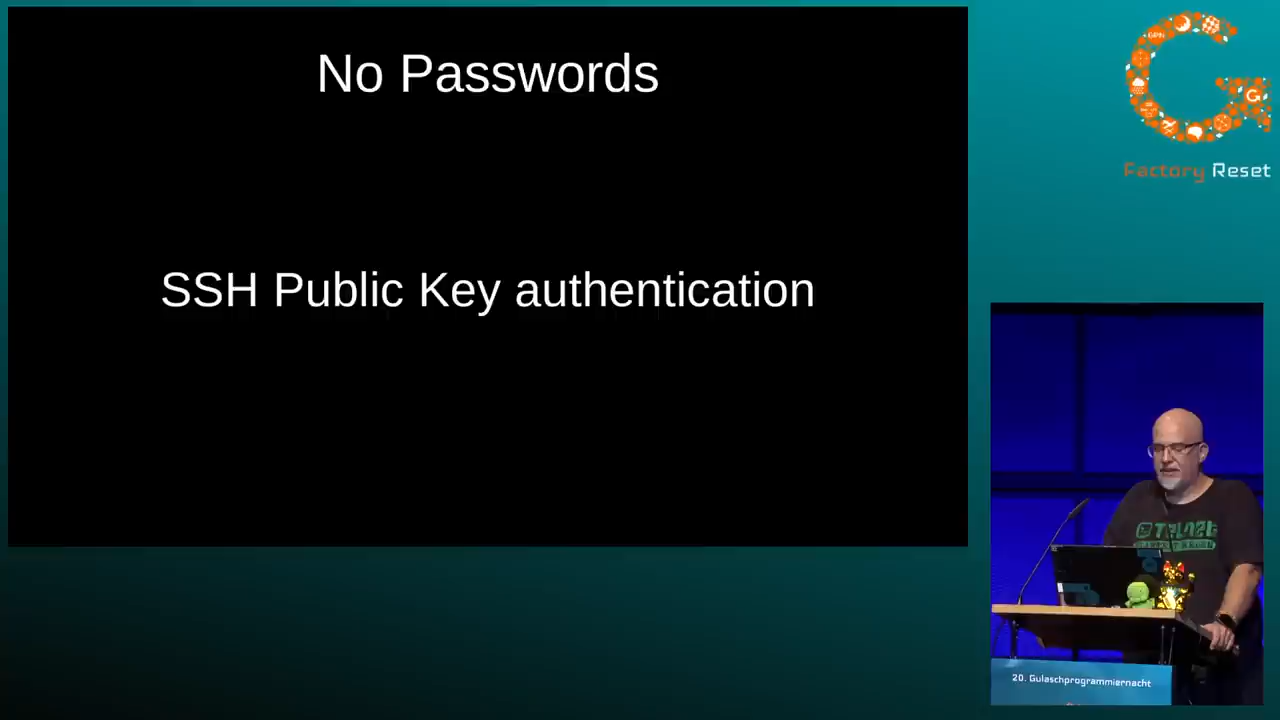 No Passwords
SSH Public Key authentication
Factory Reset
20. Gulaschprogrammiernacht